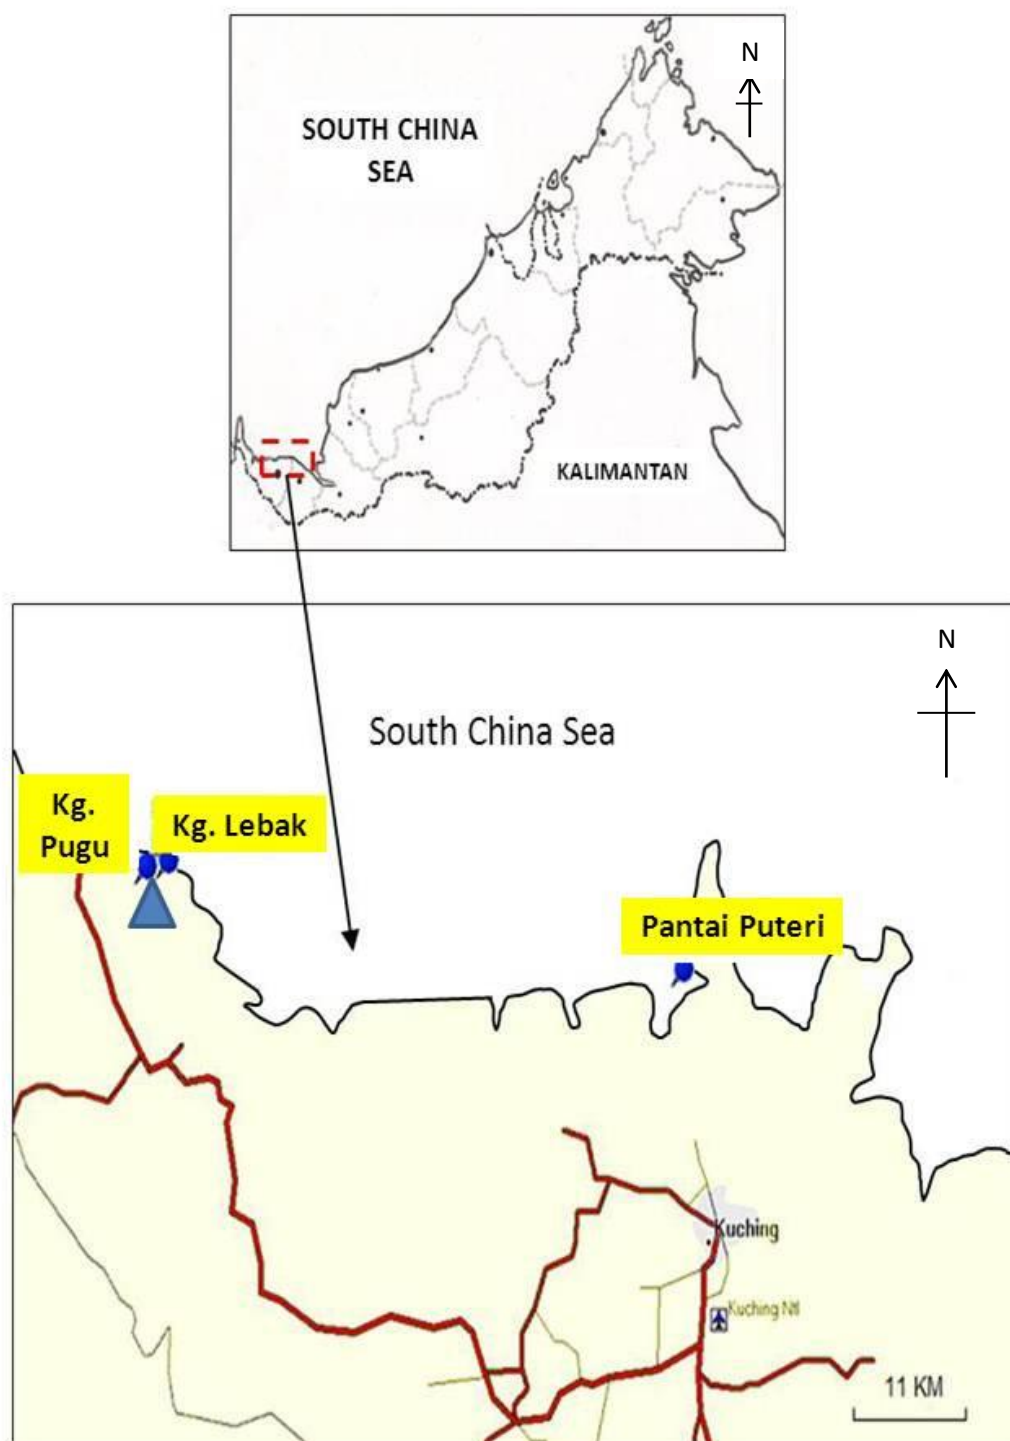 N
SOUTH CHINA
SEA
KALIMANTAN
N
South China Sea
Kg.
Pugu
Kg. Lebak
Pantai Puteri
Kuching
Kuching Ntl
11 KM